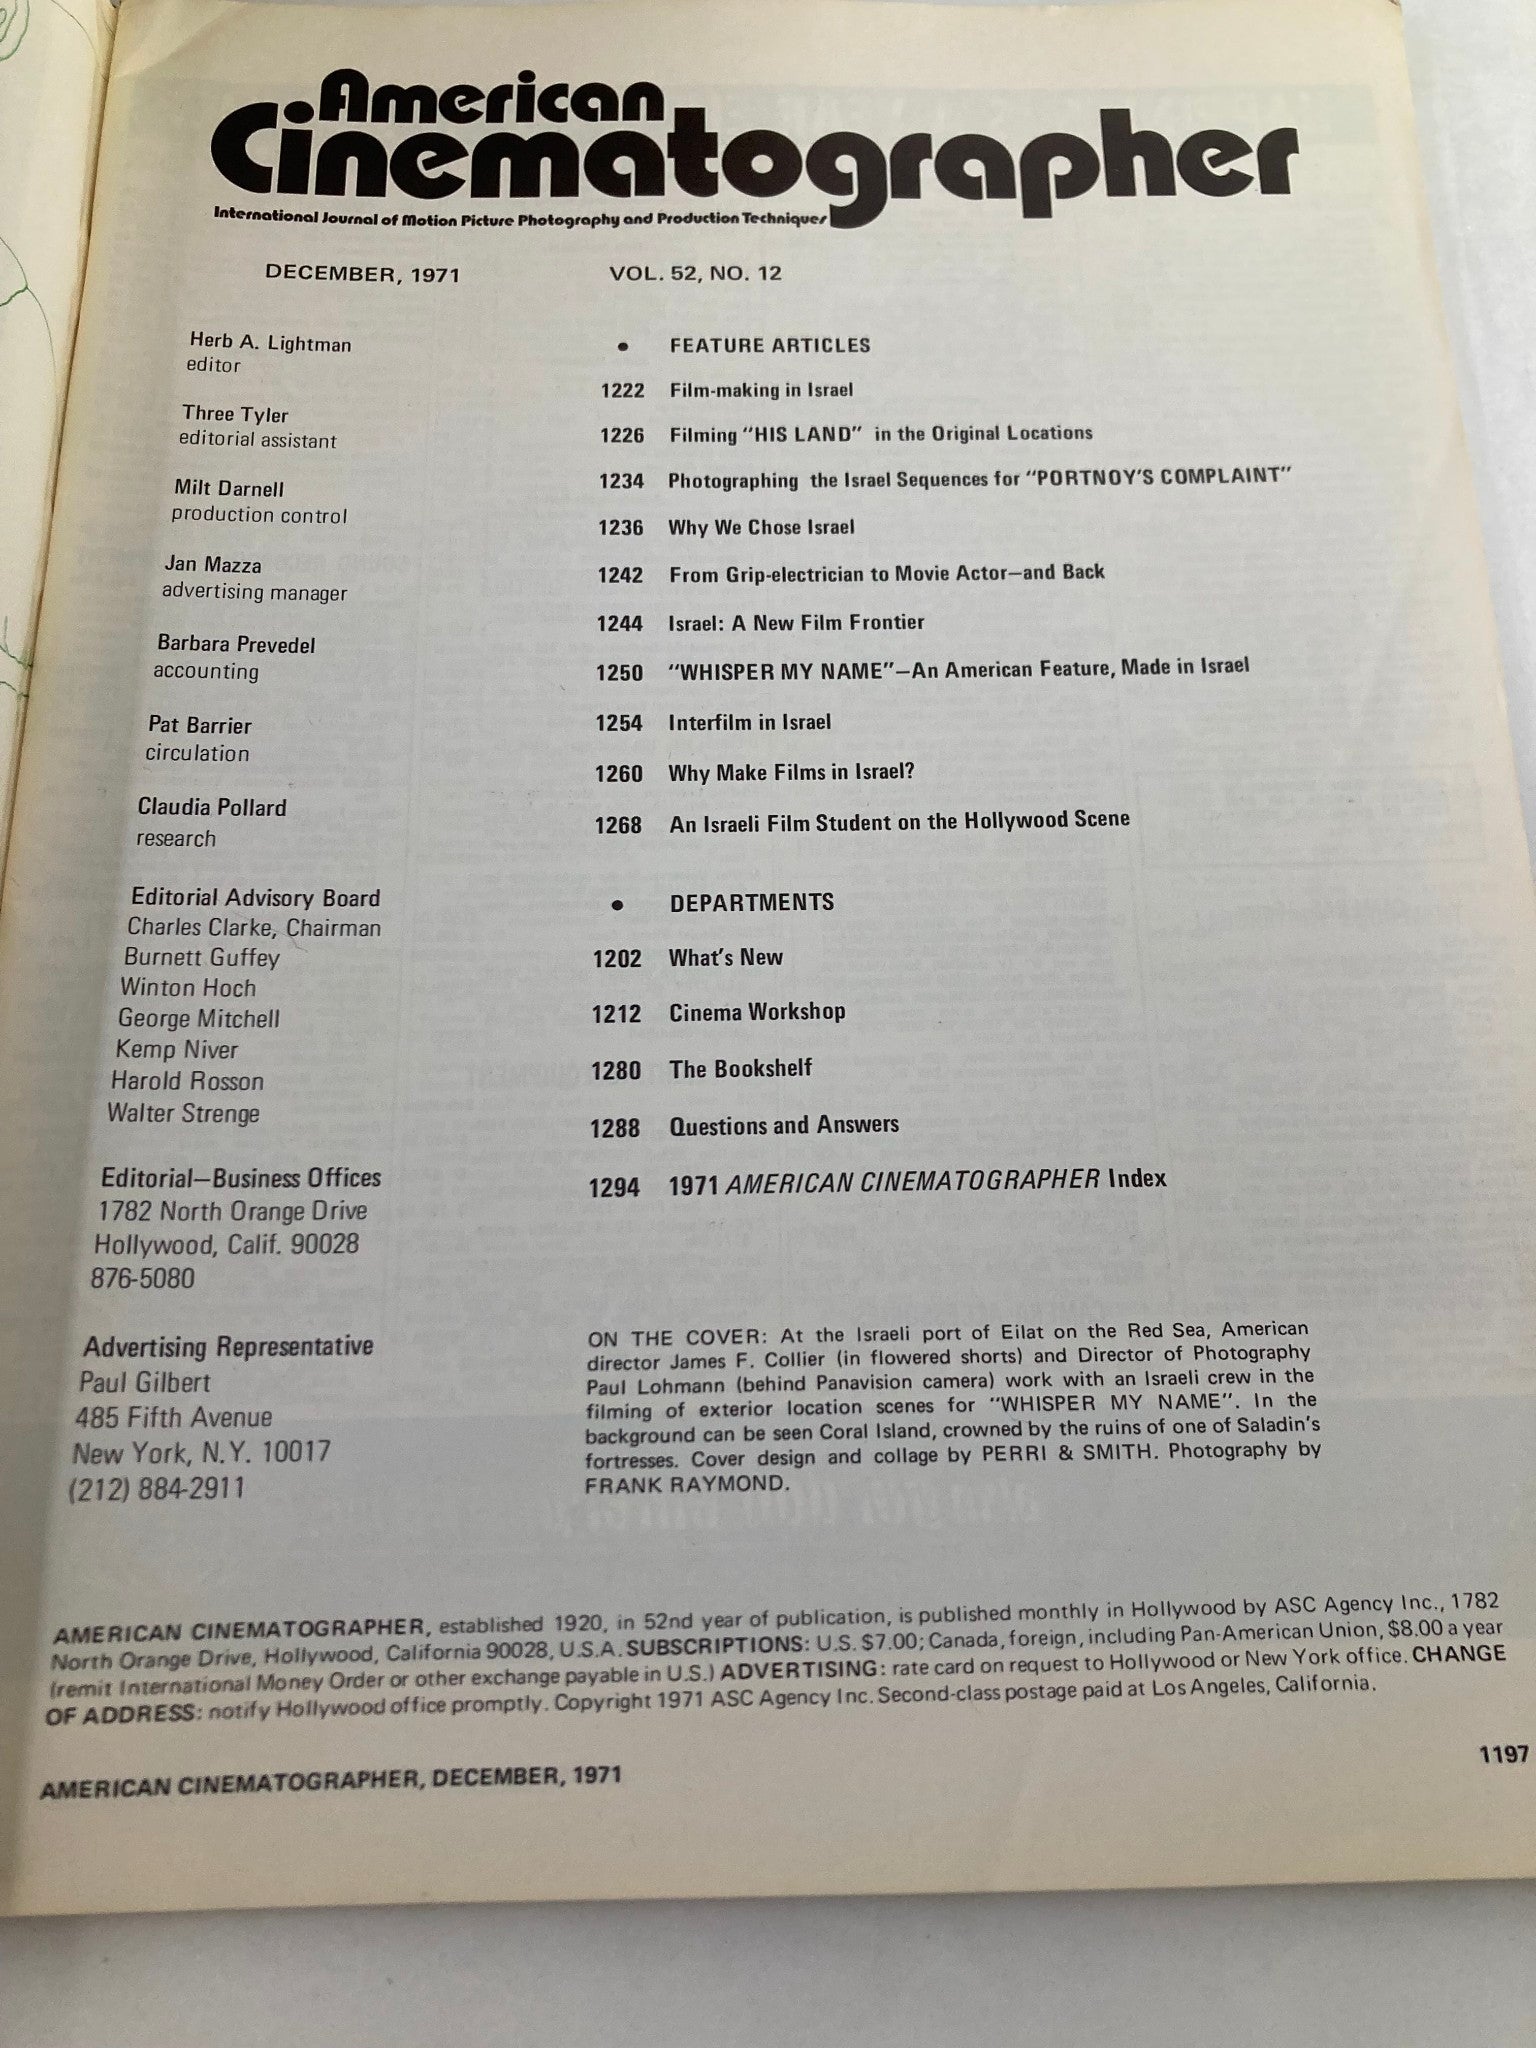 American
Cinematographer
International Journal of Motion Picture Photography and Production Techniques
DECEMBER, 1971
VOL. 52, NO. 12
Herb A. Lightman
editor
Three Tyler
editorial assistant
Milt Darnell
production control
Jan Mazza
advertising manager
Barbara Prevedel
accounting
Pat Barrier
circulation
Claudia Pollard
research
Editorial Advisory Board
Charles Clarke, Chairman
Burnett Guffey
Winton Hoch
George Mitchell
Kemp Niver
Harold Rosson
Walter Strenge
Editorial—Business Offices
1782 North Orange Drive
Hollywood, Calif. 90028
876-5080
Advertising Representative
Paul Gilbert
485 Fifth Avenue
New York, N.Y. 10017
(212) 884-2911
• FEATURE ARTICLES
1222 Film-making in Israel
1226 Filming "HIS LAND" in the Original Locations
1234 Photographing the Israel Sequences for "PORTNOY'S COMPLAINT"
1236 Why We Chose Israel
1242 From Grip-electrician to Movie Actor—and Back
1244 Israel: A New Film Frontier
1250 "WHISPER MY NAME"—An American Feature, Made in Israel
1254 Interfilm in Israel
1260 Why Make Films in Israel?
1268 An Israeli Film Student on the Hollywood Scene
• DEPARTMENTS
1202 What's New
1212 Cinema Workshop
1280 The Bookshelf
1288 Questions and Answers
1294 1971 AMERICAN CINEMATOGRAPHER Index
ON THE COVER: At the Israeli port of Eilat on the Red Sea, American
director James F. Collier (in flowered shorts) and Director of Photography
Paul Lohmann (behind Panavision camera) work with an Israeli crew in the
filming of exterior location scenes for "WHISPER MY NAME". In the
background can be seen Coral Island, crowned by the ruins of one of Saladin's
fortresses. Cover design and collage by PERRI & SMITH. Photography by
FRANK RAYMOND.
AMERICAN CINEMATOGRAPHER, established 1920, in 52nd year of publication, is published monthly in Hollywood by ASC Agency Inc., 1782
North Orange Drive, Hollywood, California 90028, U.S.A. SUBSCRIPTIONS: U.S. $7.00; Canada, foreign, including Pan-American Union, $8.00 a year
(remit International Money Order or other exchange payable in U.S.) ADVERTISING: rate card on request to Hollywood or New York office. CHANGE
OF ADDRESS: notify Hollywood office promptly. Copyright 1971 ASC Agency Inc. Second-class postage paid at Los Angeles, California.
AMERICAN CINEMATOGRAPHER, DECEMBER, 1971
1197